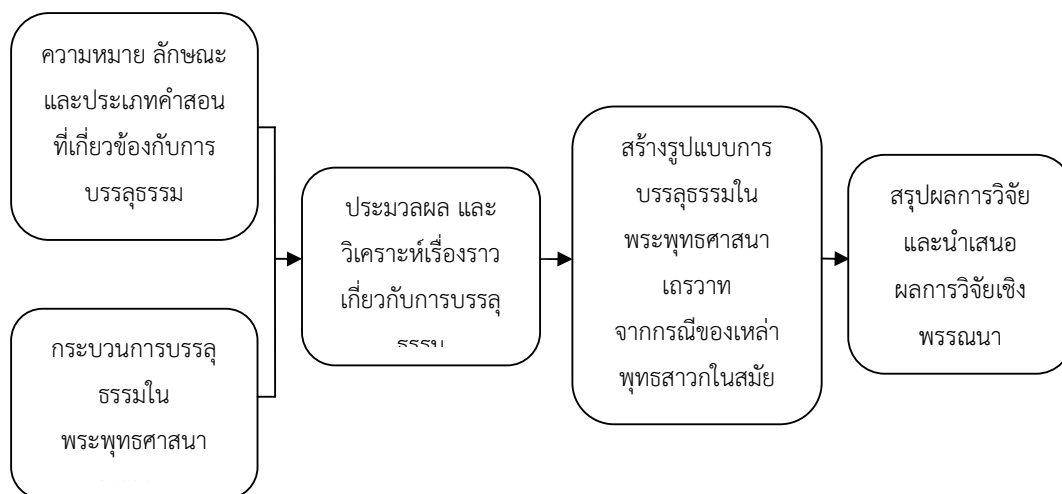 ความหมาย ลักษณะ
และประเภทคำสอน
ที่เกี่ยวข้องกับการ
บรรลุธรรม
กระบวนการบรรลุ
ธรรมใน
พระพุทธศาสนา
ประมวลผล และ
วิเคราะห์เรื่องราว
เกี่ยวกับการบรรลุ
ธรรม
สร้างรูปแบบการ
บรรลุธรรมใน
พระพุทธศาสนา
เถรวาท
จากกรณีของเหล่า
พุทธสาวกในสมัย
สรุปผลการวิจัย
และนำเสนอ
ผลการวิจัยเชิง
พรรณนา